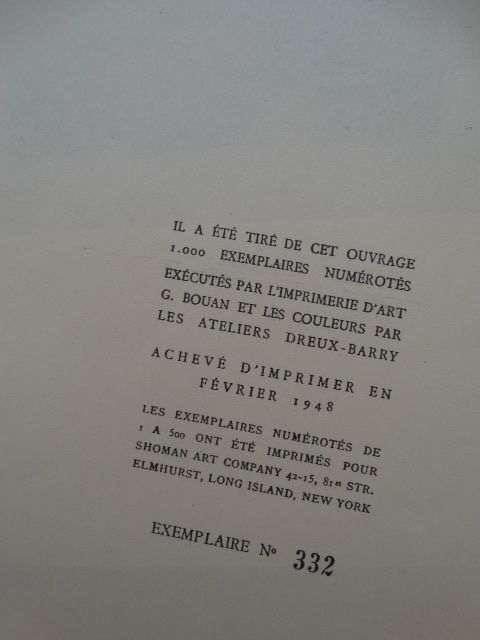 IL A ÉTÉ TIRÉ DE CET OUVRAGE
1.000 EXEMPLAIRES NUMÉROTÉS
EXÉCUTÉS PAR L'IMPRIMERIE D'ART
G. BOUAN ET LES COULEURS PAR
LES ATELIERS DREUX-BARRY
ACHEVÉ D'IMPRIMER EN
FÉVRIER 1948
LES EXEMPLAIRES NUMÉROTÉS DE
1 A 500 ONT ÉTÉ IMPRIMÉS POUR
SHOMAN ART COMPANY 42-15, 81st STR.
ELMHURST, LONG ISLAND, NEW YORK
EXEMPLAIRE No 332